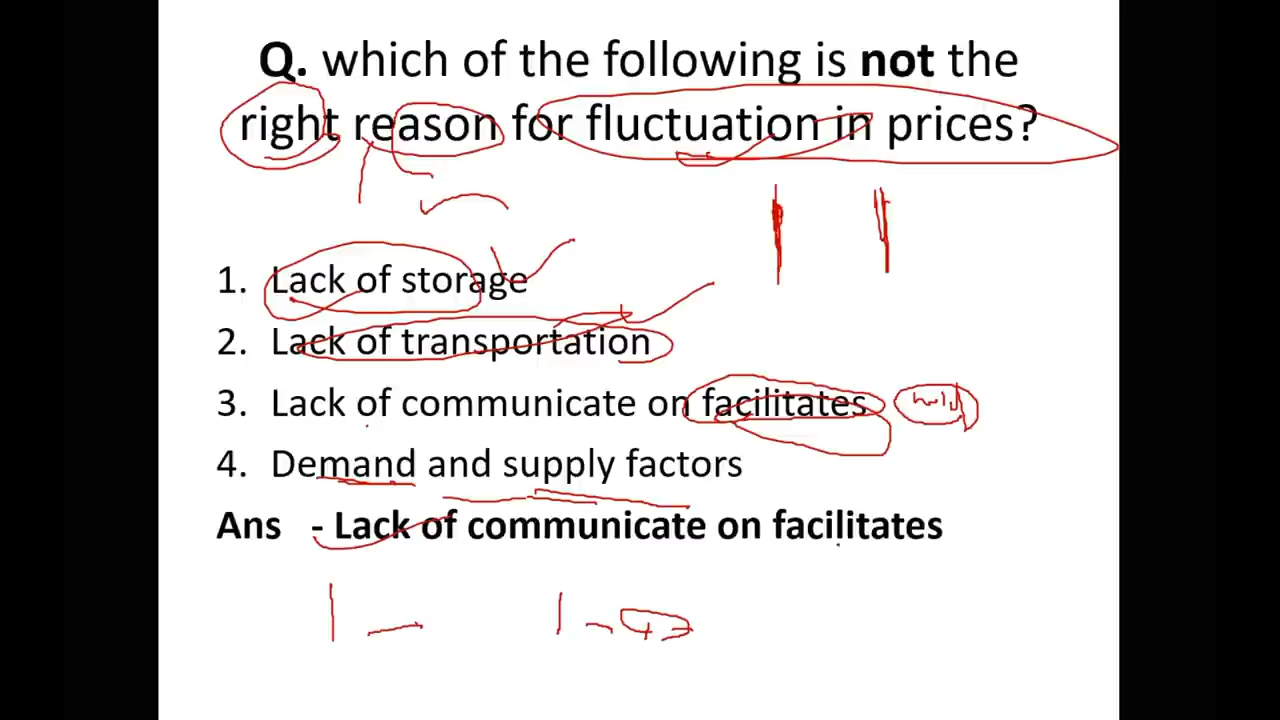 Q. which of the following is not the
right reason for fluctuation in prices?
1. Lack of storage
2. Lack of transportation
3. Lack of communicate on facilitates
4. Demand and supply factors
Ans - Lack of communicate on facilitates